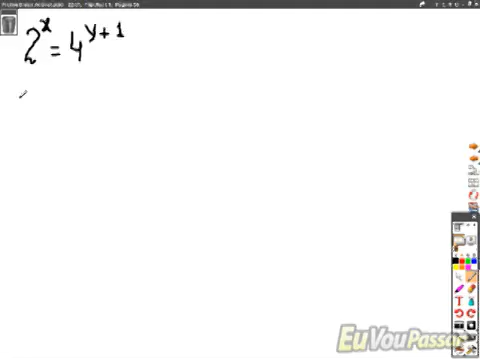 2^x = 4^{y+1}
EuVouPassar